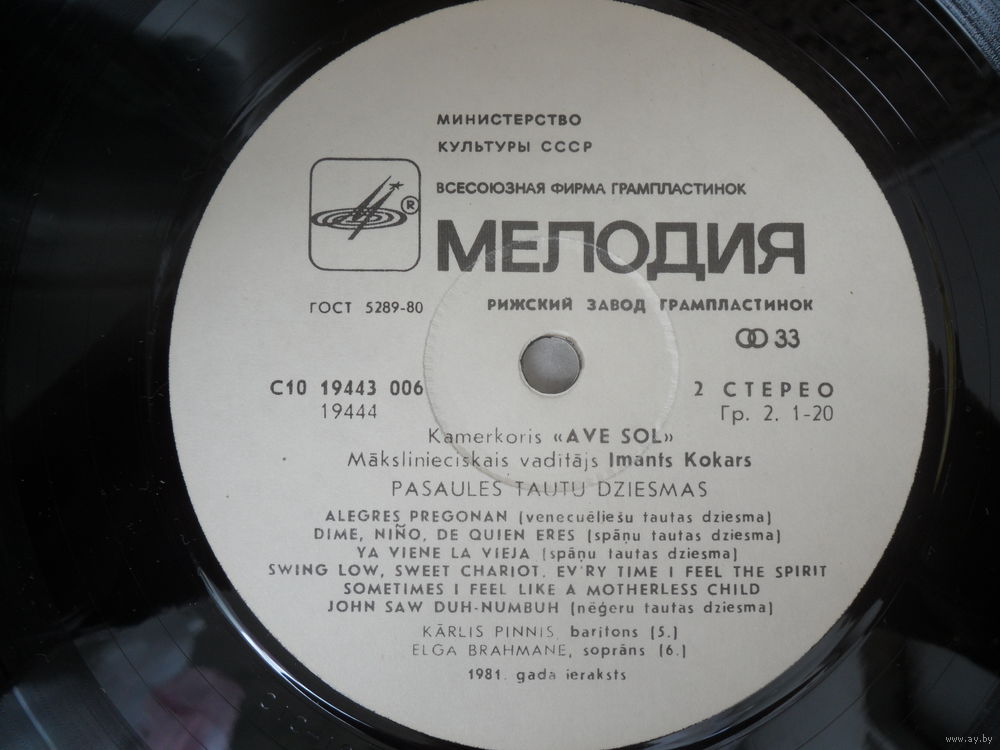 МИНИСТЕРСТВО
КУЛЬТУРЫ СССР
ВСЕСОЮЗНАЯ ФИРМА ГРАМПЛАСТИНОК
®
МЕЛОДИЯ
ГОСТ 5289-80
РИЖСКИЙ ЗАВОД ГРАМПЛАСТИНОК
33
С10 19443 006
2 СТЕРЕО
19444
Гр. 2. 1-20
Kamerkoris «AVE SOL»
Mākslinieciskais vadītājs Imants Kokars
PASAULES TAUTU DZIESMAS
ALEGRES PREGONAN (venecuēliešu tautas dziesma)
DIME, NIÑO, DE QUIEN ERES (spāņu tautas dziesma)
YA VIENE LA VIEJA (spāņu tautas dziesma)
SWING LOW, SWEET CHARIOT. EV'RY TIME I FEEL THE SPIRIT
SOMETIMES I FEEL LIKE A MOTHERLESS CHILD
JOHN SAW DUH-NUMBUH (nēģeru tautas dziesma)
KĀRLIS PINNIS, baritons (5.)
ELGA BRAHMANE, soprāns (6.)
1981. gada ieraksts
www.ay.by